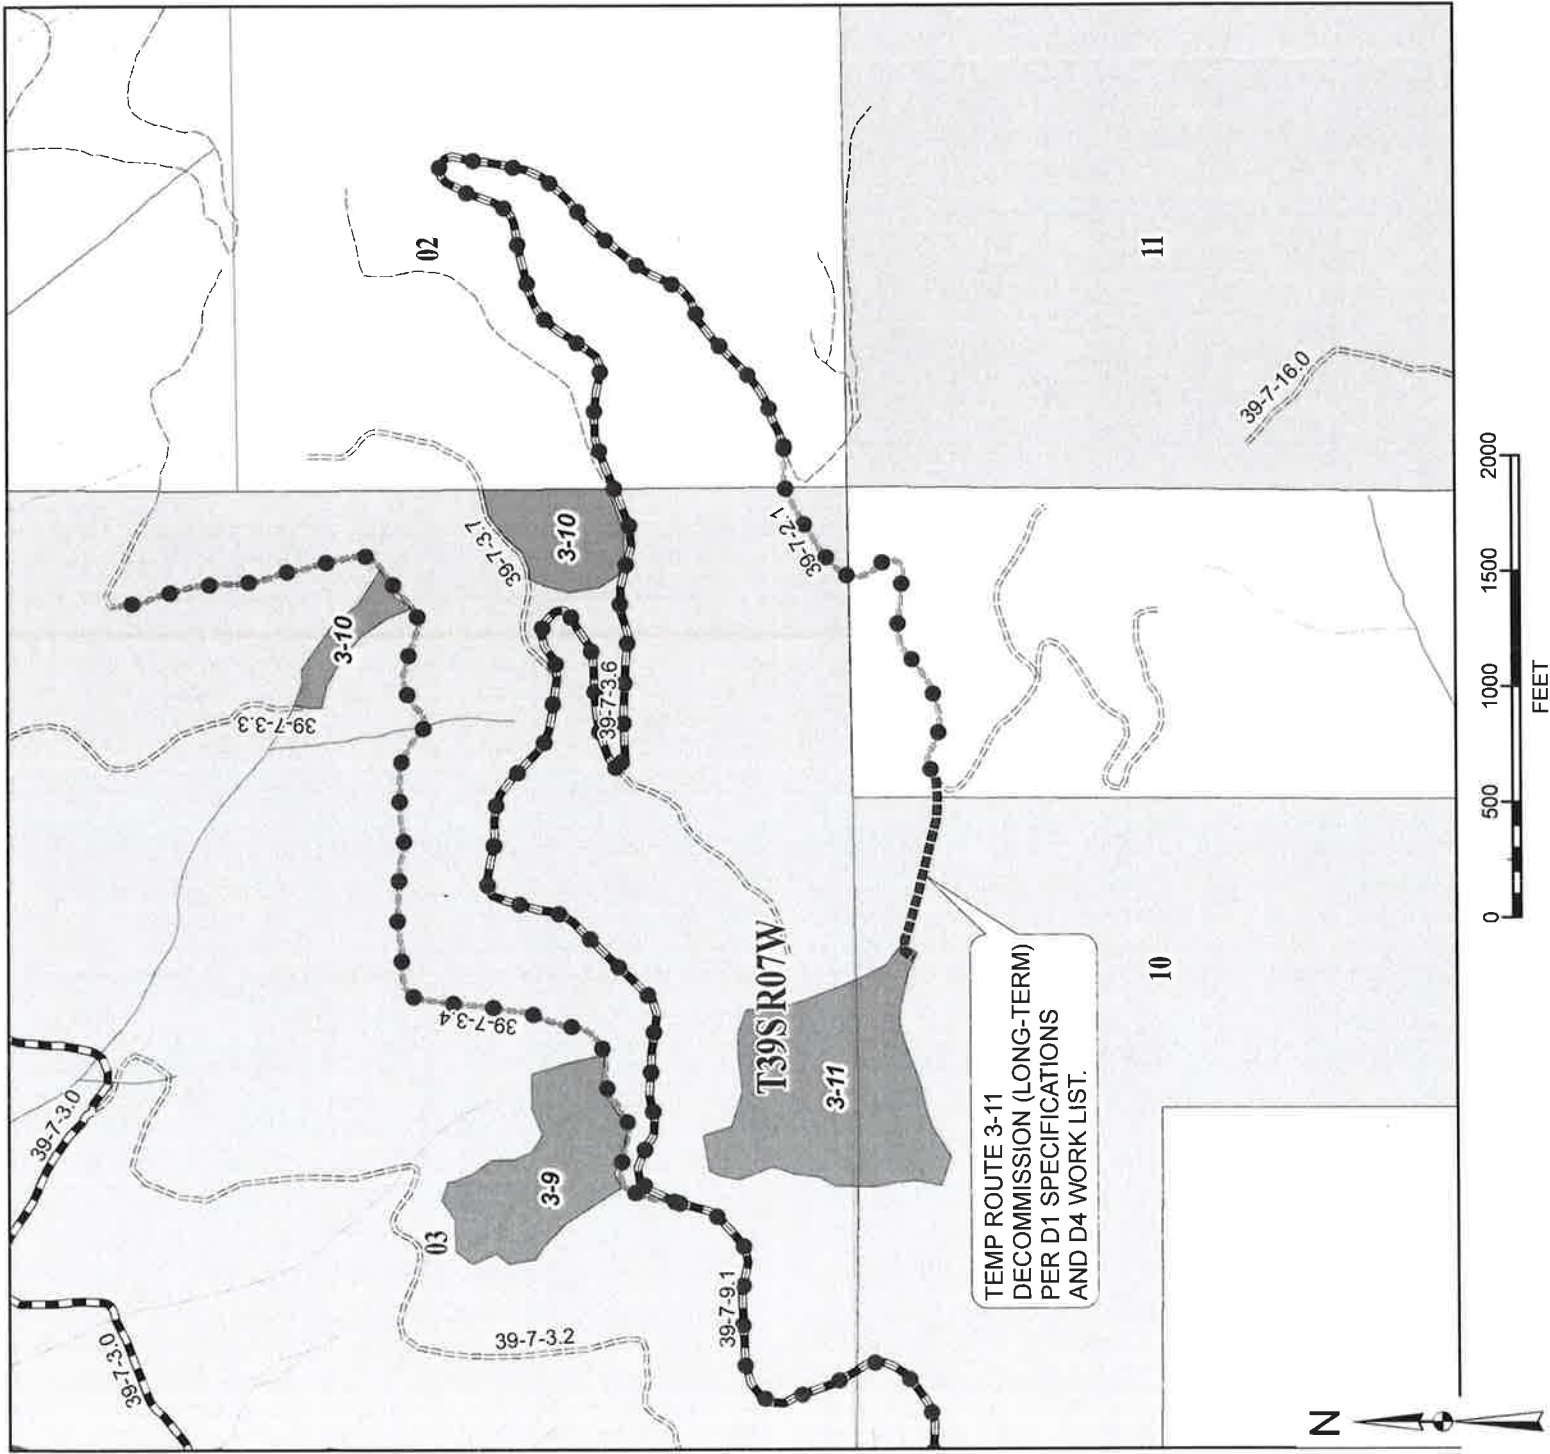 39-7-3.0
39-7-3.0
39-7-3.3
3-10
02
39-7-3.7
3-10
39-7-3.4
03
3-9
39-7-3.2
39-7-3.6
39-7-2.1
39-7-9.1
T39S R07W
3-11
TEMP ROUTE 3-11
DECOMMISSION (LONG-TERM)
PER D1 SPECIFICATIONS
AND D4 WORK LIST.
10
11
39-7-16.0
N
0 500 1000 1500 2000
FEET